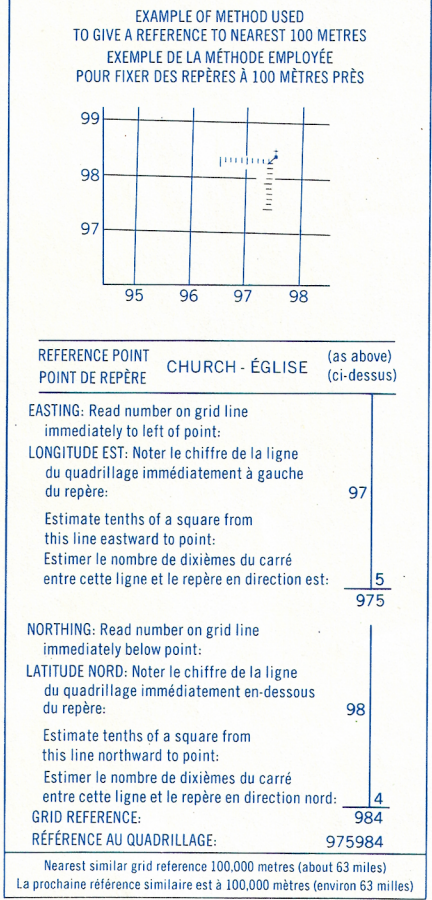 EXAMPLE OF METHOD USED
TO GIVE A REFERENCE TO NEAREST 100 METRES
EXEMPLE DE LA MÉTHODE EMPLOYÉE
POUR FIXER DES REPÈRES À 100 MÈTRES PRÈS
99
98
97
95 96 97 98
REFERENCE POINT
POINT DE REPÈRE
CHURCH - ÉGLISE
(as above)
(ci-dessus)
EASTING: Read number on grid line
immediately to left of point:
LONGITUDE EST: Noter le chiffre de la ligne
du quadrillage immédiatement à gauche
du repère: 97
Estimate tenths of a square from
this line eastward to point:
Estimer le nombre de dixièmes du carré
entre cette ligne et le repère en direction est: 5
975
NORTHING: Read number on grid line
immediately below point:
LATITUDE NORD: Noter le chiffre de la ligne
du quadrillage immédiatement en-dessous
du repère: 98
Estimate tenths of a square from
this line northward to point:
Estimer le nombre de dixièmes du carré
entre cette ligne et le repère en direction nord: 4
GRID REFERENCE: 984
RÉFÉRENCE AU QUADRILLAGE: 975984
Nearest similar grid reference 100,000 metres (about 63 miles)
La prochaine référence similaire est à 100,000 mètres (environ 63 milles)